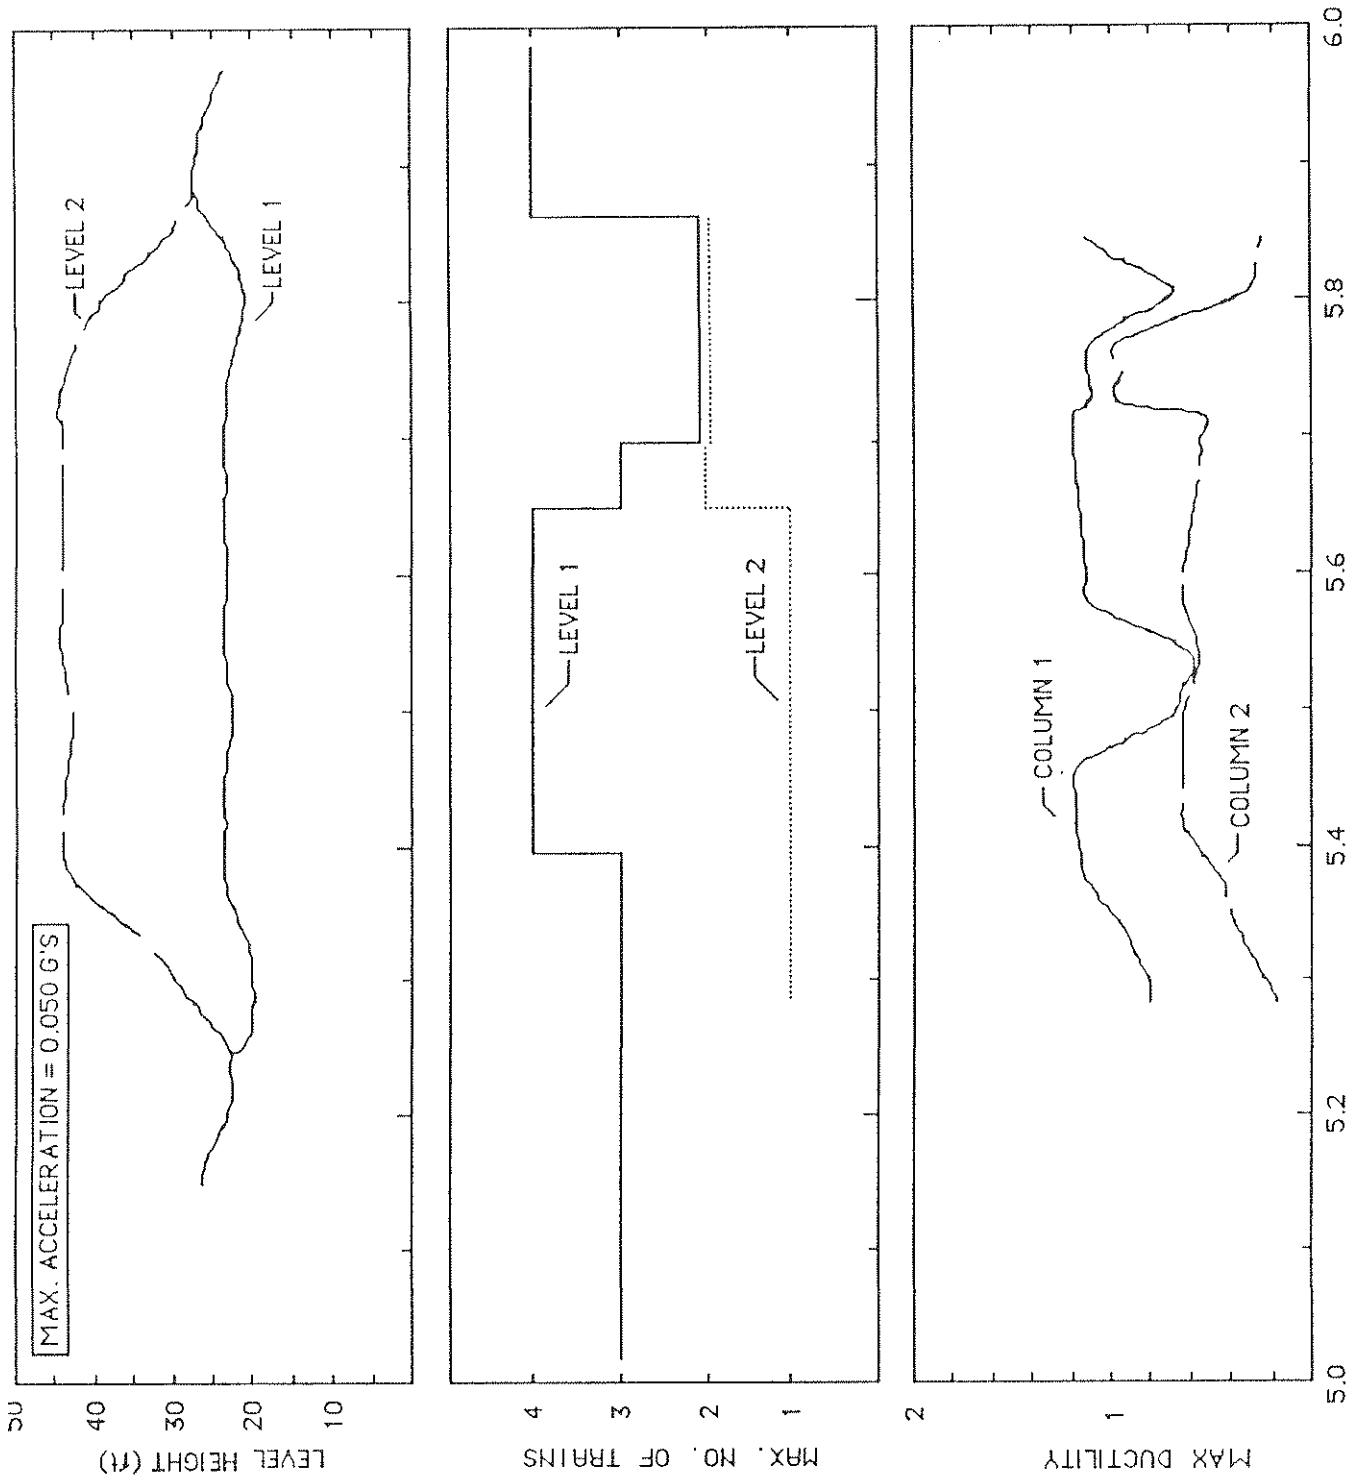 MAX. ACCELERATION = 0.050 G'S
50
40
30
20
10
LEVEL HEIGHT (ft)
LEVEL 2
LEVEL 1
4
3
2
1
MAX. NO. OF TRAINS
LEVEL 1
LEVEL 2
2
1
MAX DUCTILITY
COLUMN 1
COLUMN 2
5.0
5.2
5.4
5.6
5.8
6.0